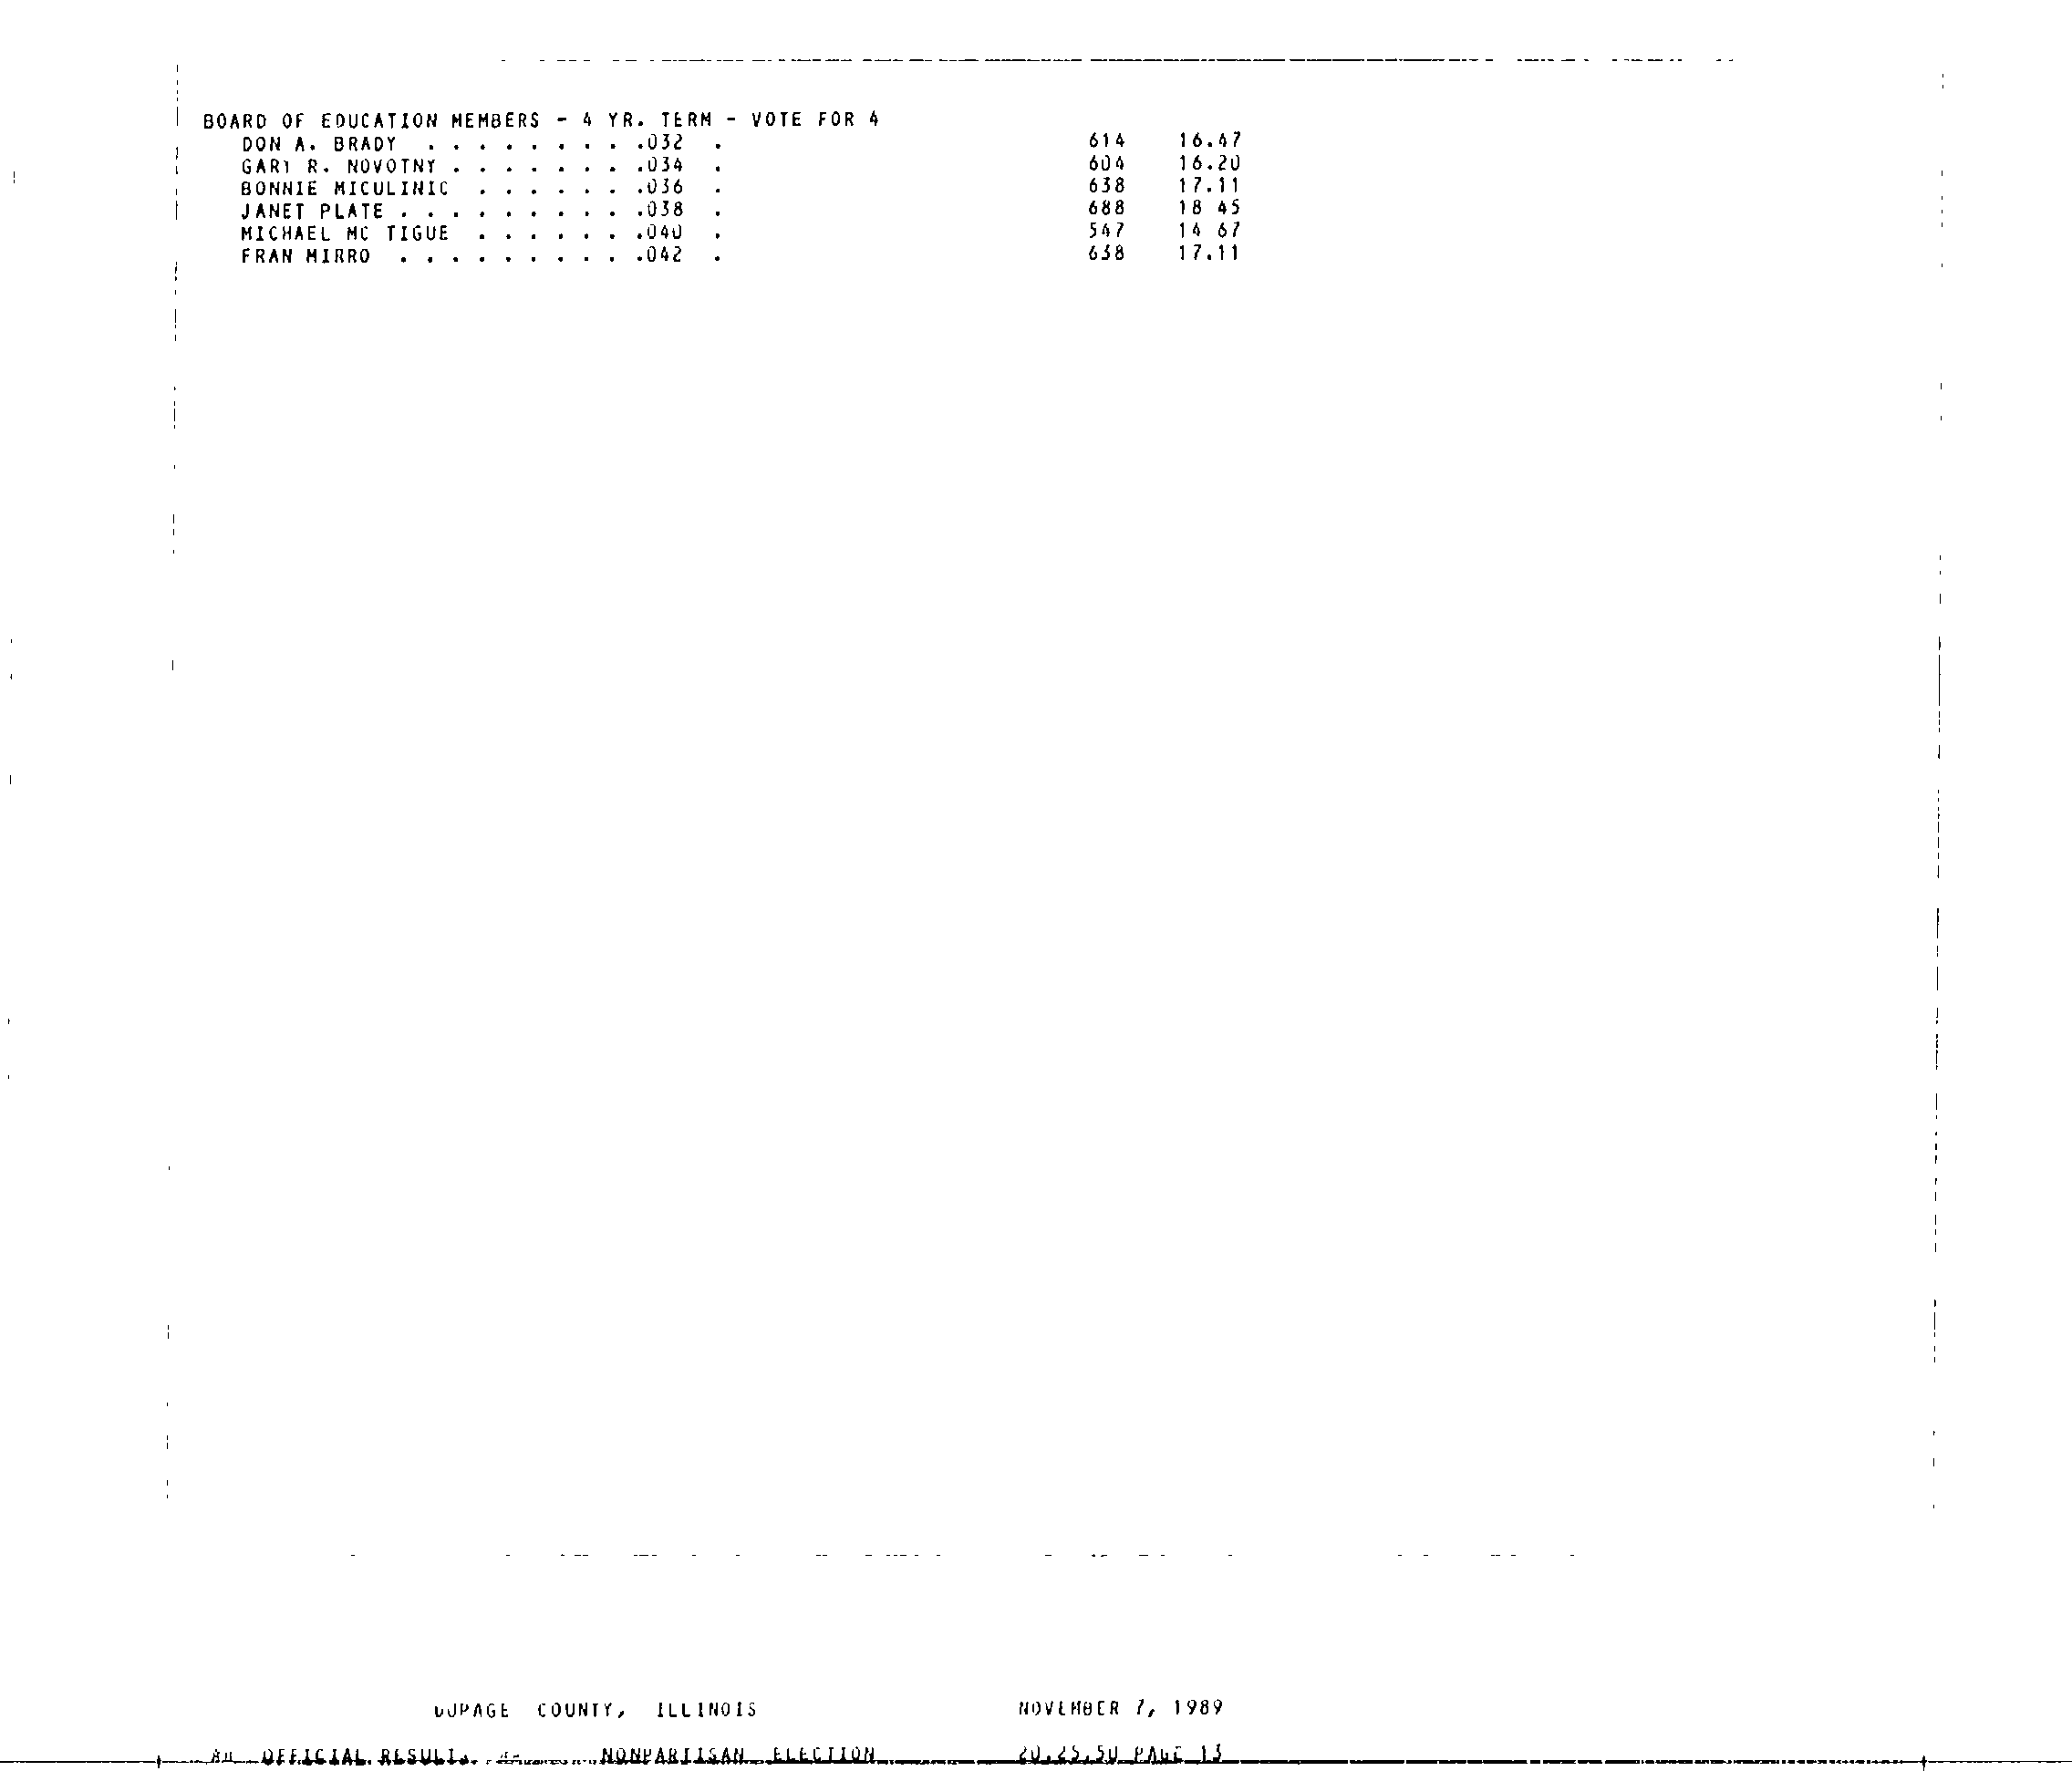 BOARD OF EDUCATION MEMBERS - 4 YR. TERM - VOTE FOR 4
DON A. BRADY . . . . . . . . .032 . 614 16.47
GARY R. NOVOTNY . . . . . . . .034 . 604 16.20
BONNIE MICULINIC . . . . . . .036 . 638 17.11
JANET PLATE . . . . . . . . . .038 . 688 18 45
MICHAEL MC TIGUE . . . . . . .040 . 547 14 67
FRAN MIRRO . . . . . . . . . .042 . 638 17.11
DUPAGE COUNTY, ILLINOIS NOVEMBER 7, 1989
OFFICIAL RESULTS NONPARTISAN ELECTION PAGE 13